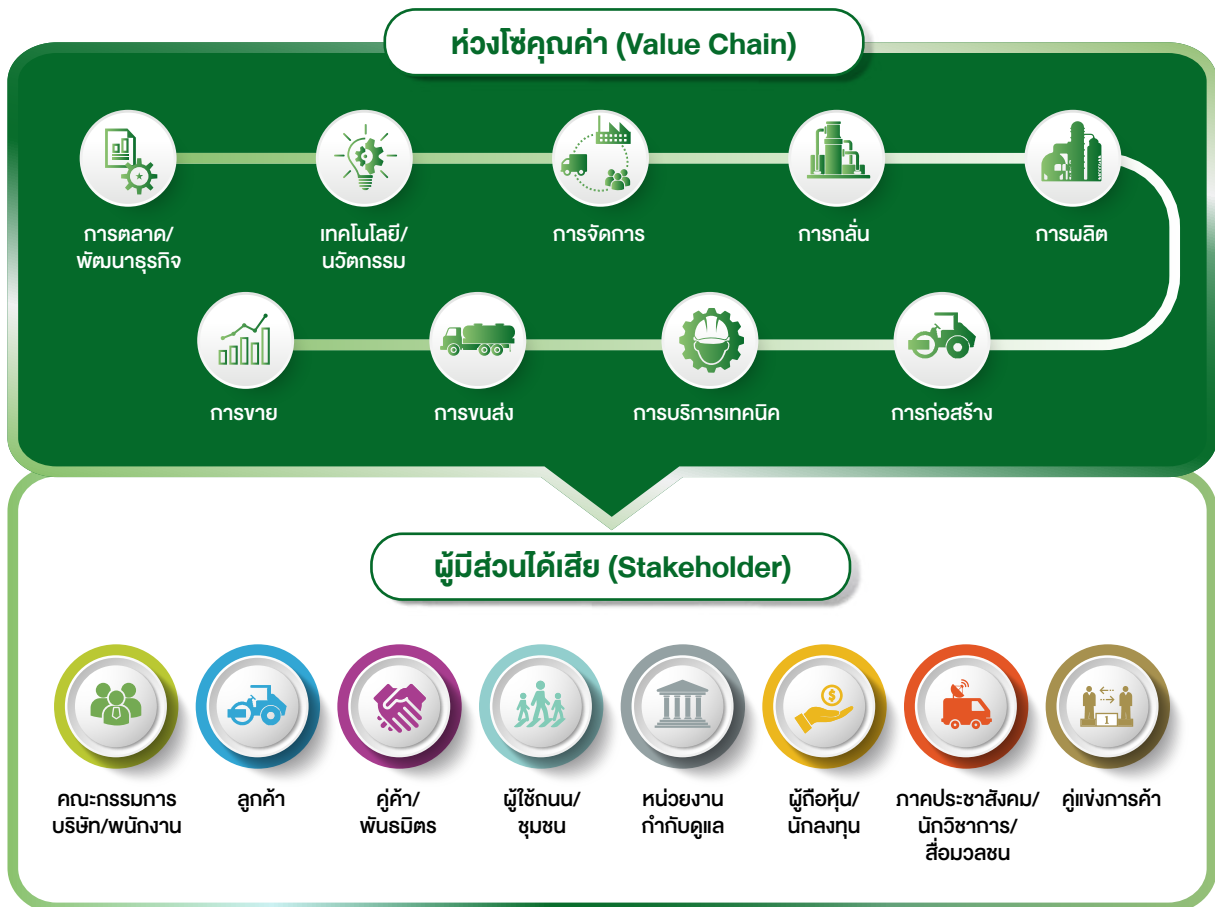 ห่วงโซ่คุณค่า (Value Chain)
การตลาด/
พัฒนาธุรกิจ
เทคโนโลยี/
นวัตกรรม
การจัดการ
การกลั่น
การผลิต
การขาย
การขนส่ง
การบริการเทคนิค
การก่อสร้าง
ผู้มีส่วนได้เสีย (Stakeholder)
1
คณะกรรมการ
บริษัท/พนักงาน
ลูกค้า
คู่ค้า/
พันธมิตร
ผู้ใช้ถนน/
ชุมชน
หน่วยงาน
กำกับดูแล
ผู้ถือหุ้น/
นักลงทุน
ภาคประชาสังคม/
นักวิชาการ/
สื่อมวลชน
คู่แข่งการค้า